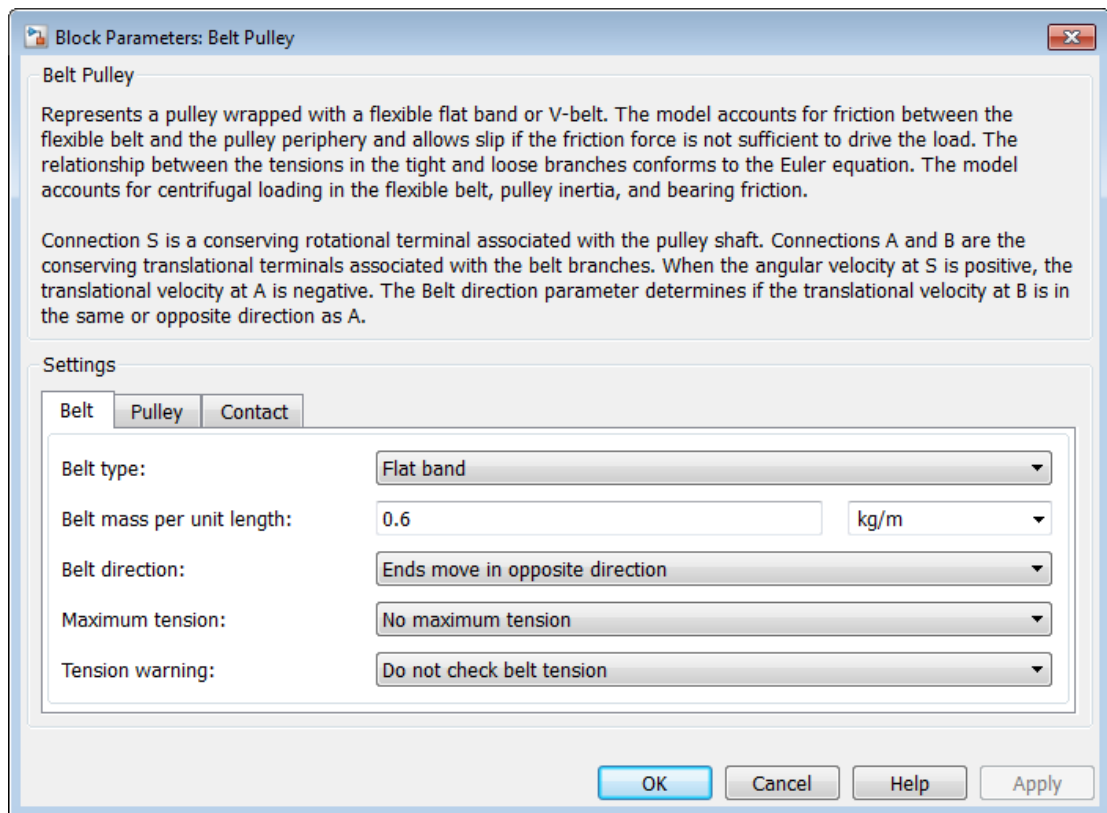 Block Parameters: Belt Pulley
Belt Pulley
Represents a pulley wrapped with a flexible flat band or V-belt. The model accounts for friction between the
flexible belt and the pulley periphery and allows slip if the friction force is not sufficient to drive the load. The
relationship between the tensions in the tight and loose branches conforms to the Euler equation. The model
accounts for centrifugal loading in the flexible belt, pulley inertia, and bearing friction.
Connection S is a conserving rotational terminal associated with the pulley shaft. Connections A and B are the
conserving translational terminals associated with the belt branches. When the angular velocity at S is positive, the
translational velocity at A is negative. The Belt direction parameter determines if the translational velocity at B is in
the same or opposite direction as A.
Settings
Belt Pulley Contact
Belt type: Flat band
Belt mass per unit length: 0.6 kg/m
Belt direction: Ends move in opposite direction
Maximum tension: No maximum tension
Tension warning: Do not check belt tension
OK Cancel Help Apply